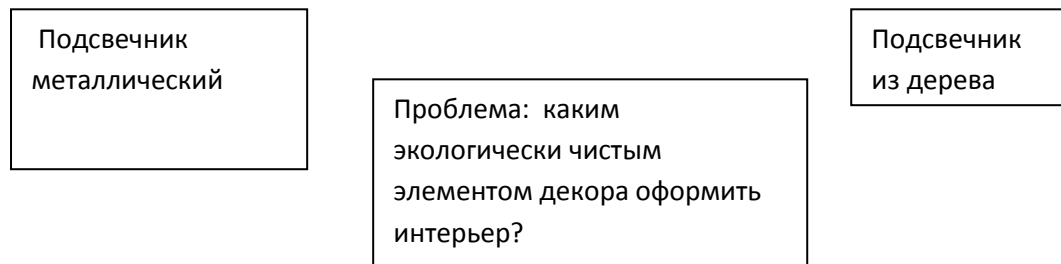 Подсвечник
металлический
Проблема: каким
экологически чистым
элементом декора оформить
интерьер?
Подсвечник
из дерева